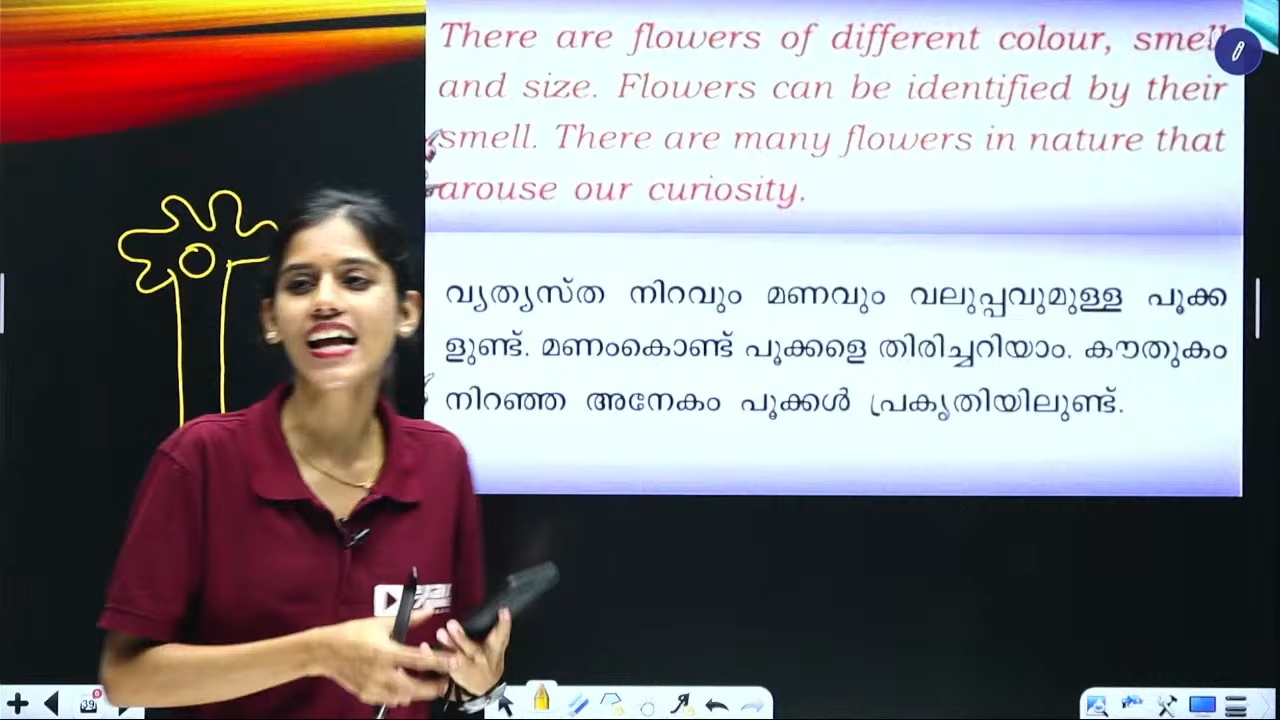 There are flowers of different colour, smell
and size. Flowers can be identified by their
smell. There are many flowers in nature that
arouse our curiosity.
വ്യത്യസ്ത നിറവും മണവും വലുപ്പവുമുള്ള പൂക്ക
ളുണ്ട്. മണംകൊണ്ട് പൂക്കളെ തിരിച്ചറിയാം. കൗതുകം
നിറഞ്ഞ അനേകം പൂക്കൾ പ്രകൃതിയിലുണ്ട്.
39